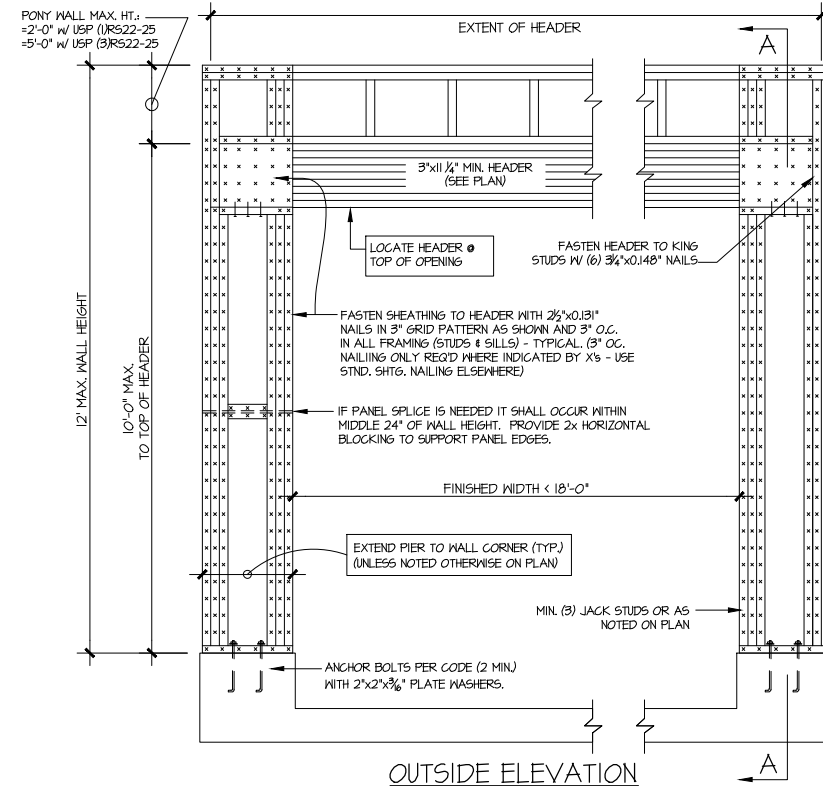 PONY WALL MAX. HT.:
=2'-0" W/ USP (1)RS22-25
=5'-0" W/ USP (3)RS22-25
EXTENT OF HEADER
A
3"x11 1/4" MIN. HEADER
(SEE PLAN)
LOCATE HEADER @
TOP OF OPENING
FASTEN HEADER TO KING
STUDS W/ (6) 3 1/4"x0.148" NAILS
FASTEN SHEATHING TO HEADER WITH 2 1/2"x0.131"
NAILS IN 3" GRID PATTERN AS SHOWN AND 3" O.C.
IN ALL FRAMING (STUDS & SILLS) - TYPICAL. (3" OC.
NAILIING ONLY REQ'D WHERE INDICATED BY X's - USE
STND. SHTG. NAILING ELSEWHERE)
12' MAX. WALL HEIGHT
10'-0" MAX.
TO TOP OF HEADER
IF PANEL SPLICE IS NEEDED IT SHALL OCCUR WITHIN
MIDDLE 24" OF WALL HEIGHT. PROVIDE 2x HORIZONTAL
BLOCKING TO SUPPORT PANEL EDGES.
FINISHED WIDTH < 18'-0"
EXTEND PIER TO WALL CORNER (TYP.)
(UNLESS NOTED OTHERWISE ON PLAN)
MIN. (3) JACK STUDS OR AS
NOTED ON PLAN
ANCHOR BOLTS PER CODE (2 MIN.)
WITH 2"x2"x3/16" PLATE WASHERS.
OUTSIDE ELEVATION
A